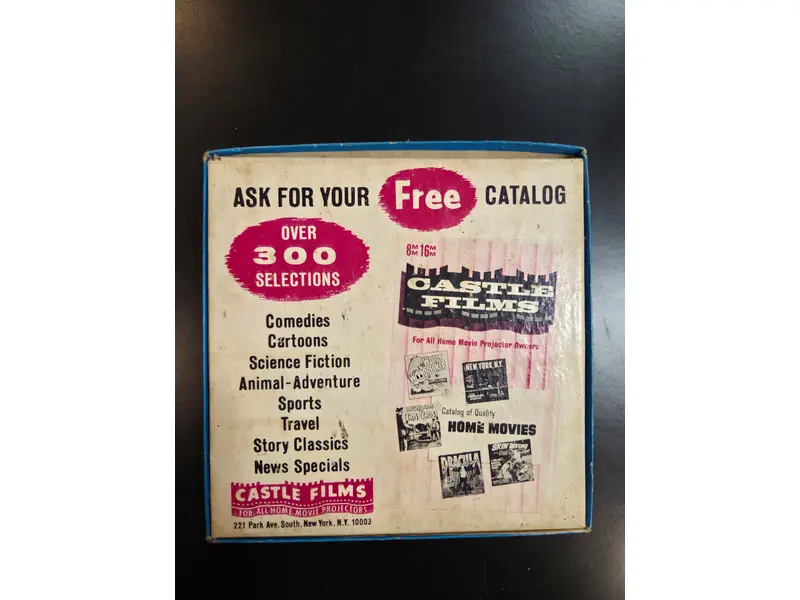 ASK FOR YOUR Free CATALOG
OVER
300
SELECTIONS
Comedies
Cartoons
Science Fiction
Animal-Adventure
Sports
Travel
Story Classics
News Specials
CASTLE FILMS
FOR ALL HOME MOVIE PROJECTORS
221 Park Ave. South, New York, N.Y. 10003
8MM 16MM
CASTLE
FILMS
For All Home Movie Projector Owners
NEW YORK, N.Y.
Catalog of Quality
HOME MOVIES
DRACULA
SKIN DIVING